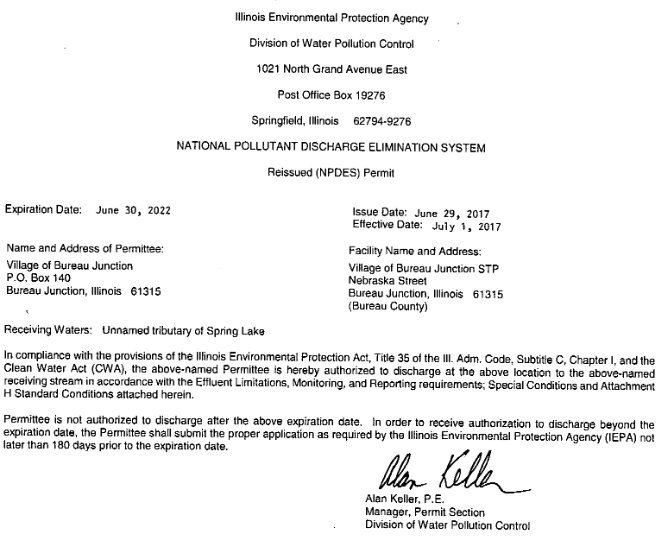 Illinois Environmental Protection Agency
Division of Water Pollution Control
1021 North Grand Avenue East
Post Office Box 19276
Springfield, Illinois 62794-9276
NATIONAL POLLUTANT DISCHARGE ELIMINATION SYSTEM
Reissued (NPDES) Permit
Expiration Date: June 30, 2022
Issue Date: June 29, 2017
Effective Date: July 1, 2017
Name and Address of Permittee:
Village of Bureau Junction
P.O. Box 140
Bureau Junction, Illinois 61315
Facility Name and Address:
Village of Bureau Junction STP
Nebraska Street
Bureau Junction, Illinois 61315
(Bureau County)
Receiving Waters: Unnamed tributary of Spring Lake
In compliance with the provisions of the Illinois Environmental Protection Act, Title 35 of the Ill. Adm. Code, Subtitle C, Chapter I, and the
Clean Water Act (CWA), the above-named Permittee is hereby authorized to discharge at the above location to the above-named
receiving stream in accordance with the Effluent Limitations, Monitoring, and Reporting requirements; Special Conditions and Attachment
H Standard Conditions attached herein.
Permittee is not authorized to discharge after the above expiration date. In order to receive authorization to discharge beyond the
expiration date, the Permittee shall submit the proper application as required by the Illinois Environmental Protection Agency (IEPA) not
later than 180 days prior to the expiration date.
Alan Keller
Alan Keller, P.E.
Manager, Permit Section
Division of Water Pollution Control